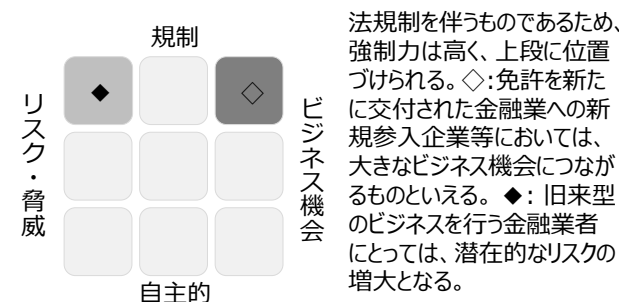 規制
リスク・脅威
◆
◇
ビジネス機会
自主的
法規制を伴うものであるため、
強制力は高く、上段に位置
づけられる。◇:免許を新た
に交付された金融業への新
規参入企業等においては、
大きなビジネス機会につなが
るものといえる。 ◆: 旧来型
のビジネスを行う金融業者
にとっては、潜在的なリスクの
増大となる。